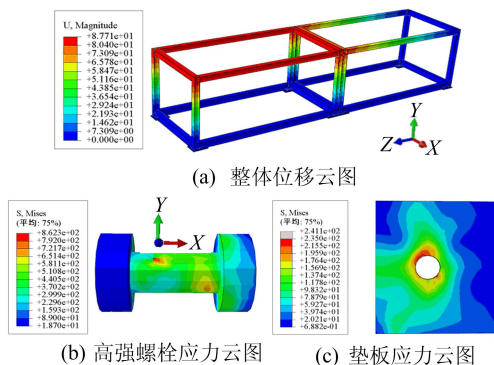 U, Magnitude
+8.771e+01
+8.040e+01
+7.309e+01
+6.578e+01
+5.847e+01
+5.116e+01
+4.385e+01
+3.654e+01
+2.924e+01
+2.193e+01
+1.462e+01
+7.309e+00
+0.000e+00
Y
Z
X
(a) 整体位移云图
S, Mises
(平均: 75%)
+8.623e+02
+7.920e+02
+7.217e+02
+6.514e+02
+5.811e+02
+5.108e+02
+4.405e+02
+3.702e+02
+2.999e+02
+2.296e+02
+1.593e+02
+8.900e+01
+1.870e+01
Y
X
(b) 高强螺栓应力云图
S, Mises
(平均: 75%)
+2.411e+02
+2.350e+02
+2.155e+02
+1.959e+02
+1.764e+02
+1.569e+02
+1.374e+02
+1.178e+02
+9.832e+01
+7.879e+01
+5.927e+01
+3.974e+01
+2.021e+01
+6.882e-01
(c) 垫板应力云图